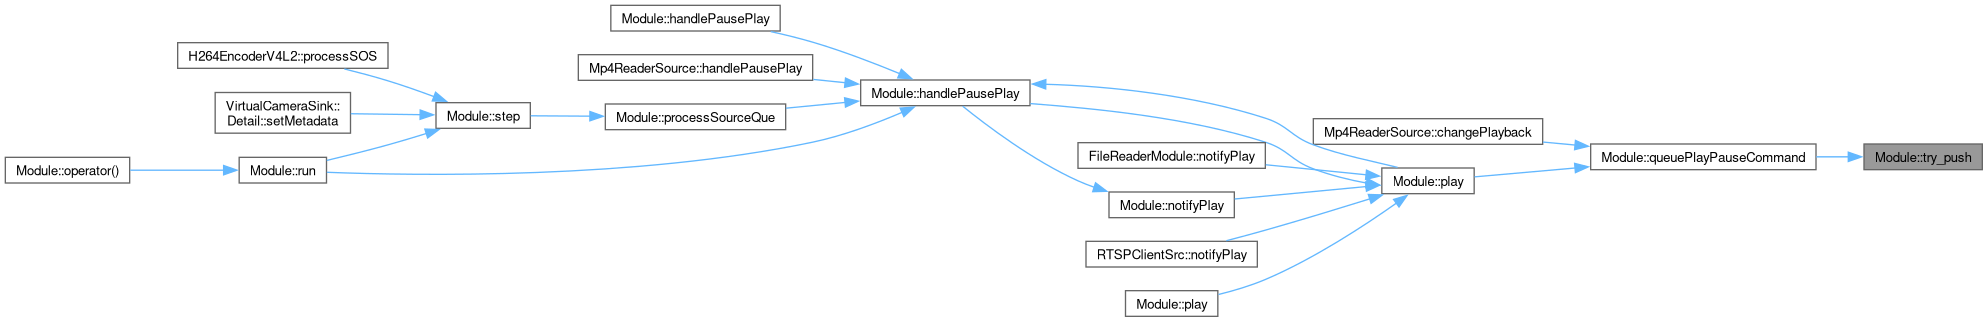 Module::handlePausePlay
H264EncoderV4L2::processSOS
Mp4ReaderSource::handlePausePlay
Module::handlePausePlay
VirtualCameraSink::
Detail::setMetadata
Module::step
Module::processSourceQue
Mp4ReaderSource::changePlayback
FileReaderModule::notifyPlay
Module::queuePlayPauseCommand
Module::try_push
Module::operator()
Module::run
Module::play
Module::notifyPlay
RTSPClientSrc::notifyPlay
Module::play